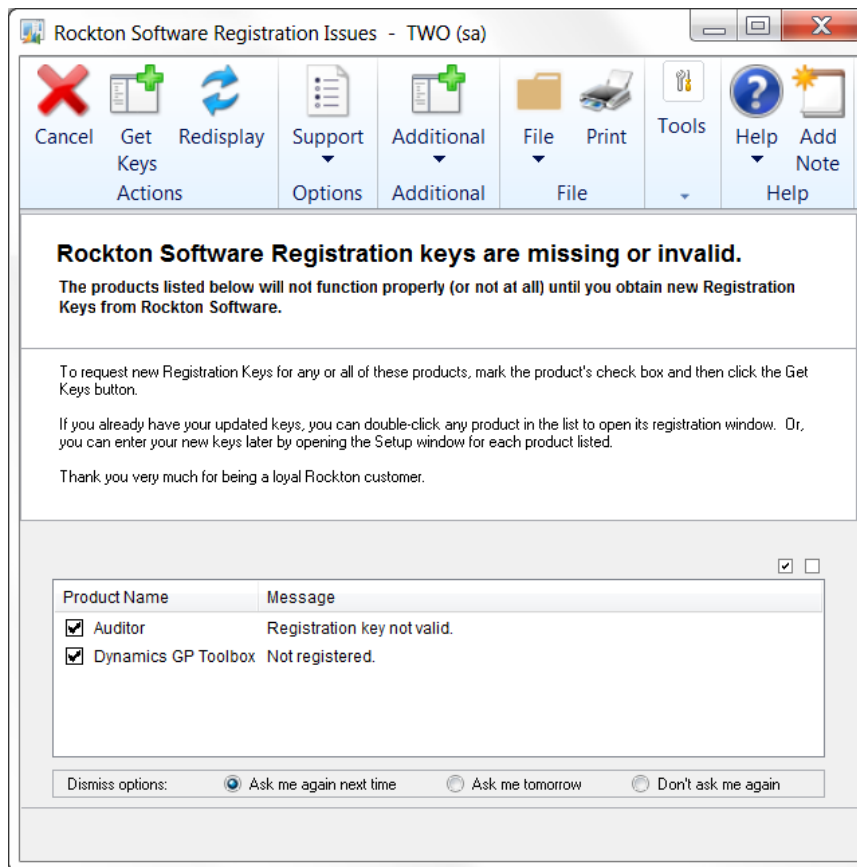 Rockton Software Registration Issues - TWO (sa)
Cancel Get Keys Redisplay Support Additional File Print Tools Help Add Note
Actions Options Additional File Help
Rockton Software Registration keys are missing or invalid.
The products listed below will not function properly (or not at all) until you obtain new Registration
Keys from Rockton Software.
To request new Registration Keys for any or all of these products, mark the product's check box and then click the Get
Keys button.
If you already have your updated keys, you can double-click any product in the list to open its registration window. Or,
you can enter your new keys later by opening the Setup window for each product listed.
Thank you very much for being a loyal Rockton customer.
Product Name Message
Auditor Registration key not valid.
Dynamics GP Toolbox Not registered.
Dismiss options: Ask me again next time Ask me tomorrow Don't ask me again